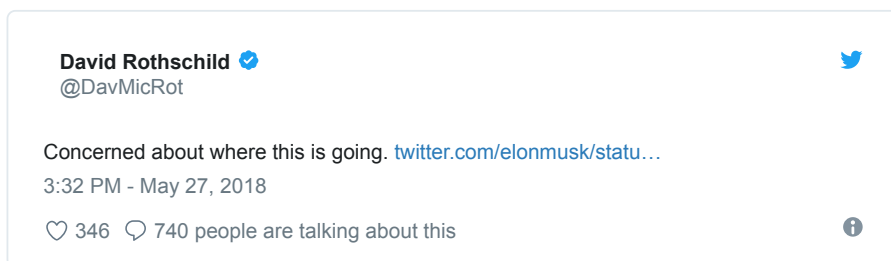 David Rothschild
@DavMicRot
Concerned about where this is going. twitter.com/elonmusk/statu…
3:32 PM - May 27, 2018
346 740 people are talking about this